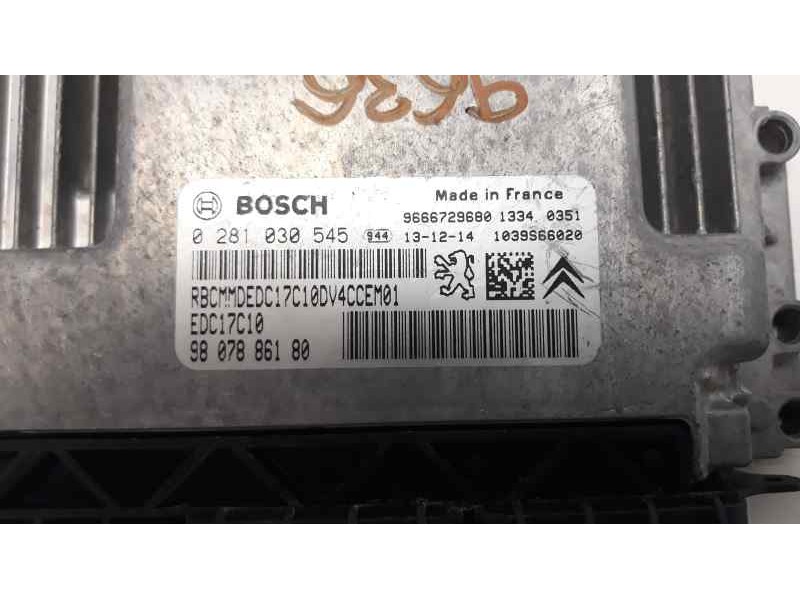 9636
BOSCH
Made in France
9666729680 1334 0351
0 281 030 545 944 13-12-14 1039S66020
RBCMMDEDC17C10DV4CCEM01
EDC17C10
98 078 861 80